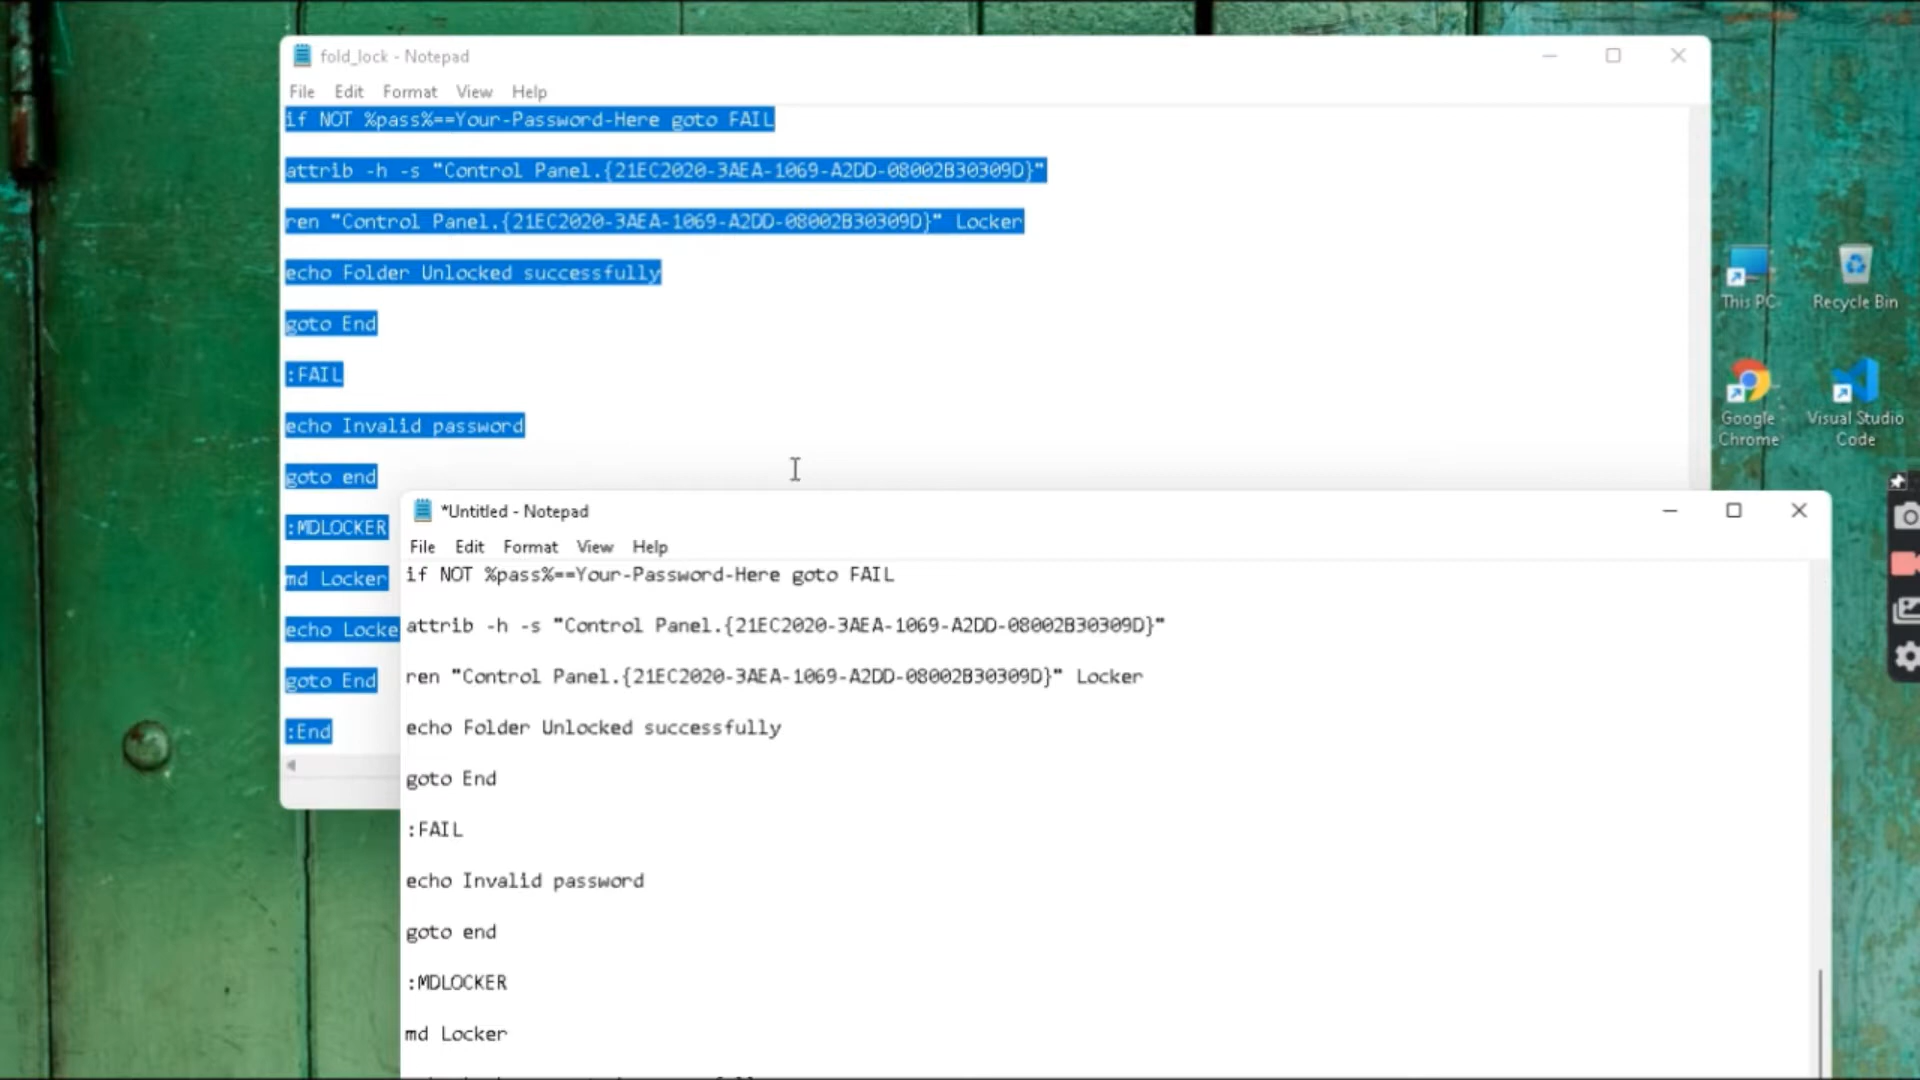 fold_lock - Notepad
File Edit Format View Help
if NOT %pass%==Your-Password-Here goto FAIL
attrib -h -s "Control Panel.{21EC2020-3AEA-1069-A2DD-08002B30309D}"
ren "Control Panel.{21EC2020-3AEA-1069-A2DD-08002B30309D}" Locker
echo Folder Unlocked successfully
goto End
:FAIL
echo Invalid password
goto end
:MDLOCKER
md Locker
echo Locke
goto End
:End
*Untitled - Notepad
File Edit Format View Help
if NOT %pass%==Your-Password-Here goto FAIL
attrib -h -s "Control Panel.{21EC2020-3AEA-1069-A2DD-08002B30309D}"
ren "Control Panel.{21EC2020-3AEA-1069-A2DD-08002B30309D}" Locker
echo Folder Unlocked successfully
goto End
:FAIL
echo Invalid password
goto end
:MDLOCKER
md Locker
This PC
Recycle Bin
Google
Chrome
Visual Studio
Code